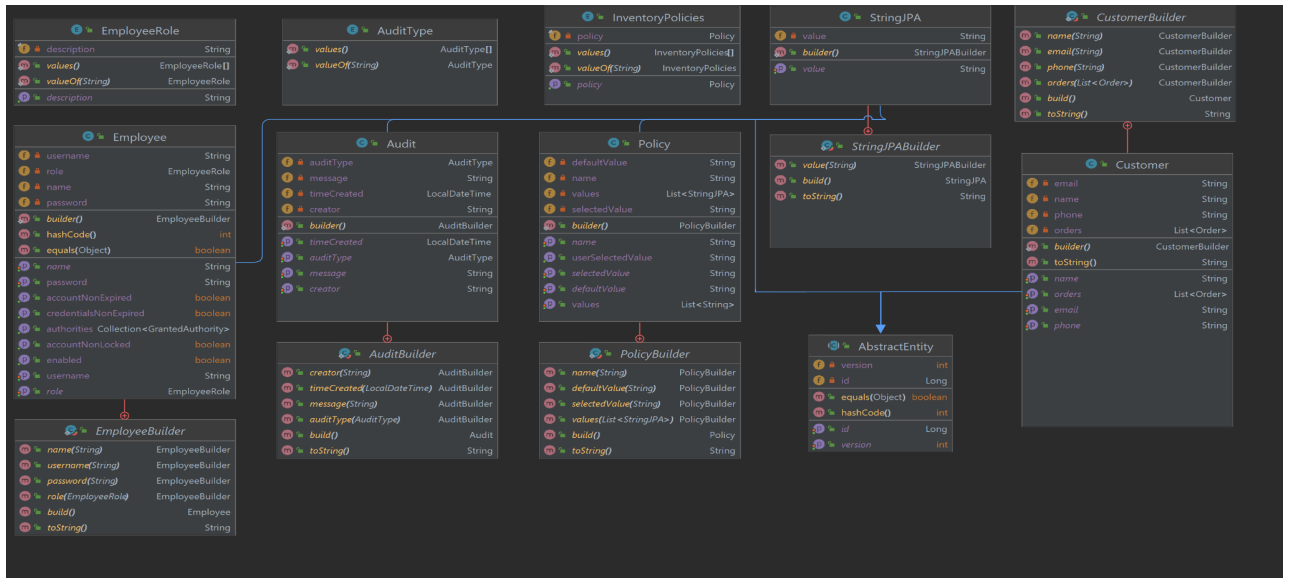 EmployeeRole
description String
values() EmployeeRole[]
valueOf(String) EmployeeRole
description String
AuditType
values() AuditType[]
valueOf(String) AuditType
InventoryPolicies
policy Policy
values() InventoryPolicies[]
valueOf(String) InventoryPolicies
policy Policy
StringJPA
value String
builder() StringJPABuilder
value String
CustomerBuilder
name(String) CustomerBuilder
email(String) CustomerBuilder
phone(String) CustomerBuilder
orders(List<Order>) CustomerBuilder
build() Customer
toString() String
Employee
username String
role EmployeeRole
name String
password String
builder() EmployeeBuilder
hashCode() int
equals(Object) boolean
name String
password String
accountNonExpired boolean
credentialsNonExpired boolean
authorities Collection<GrantedAuthority>
accountNonLocked boolean
enabled boolean
username String
role EmployeeRole
Audit
auditType AuditType
message String
timeCreated LocalDateTime
creator String
builder() AuditBuilder
timeCreated LocalDateTime
auditType AuditType
message String
creator String
Policy
defaultValue String
name String
values List<StringJPA>
selectedValue String
builder() PolicyBuilder
name String
userSelectedValue String
selectedValue String
defaultValue String
values List<String>
StringJPABuilder
value(String) StringJPABuilder
build() StringJPA
toString() String
Customer
email String
name String
phone String
orders List<Order>
builder() CustomerBuilder
toString() String
name String
orders List<Order>
email String
phone String
AuditBuilder
creator(String) AuditBuilder
timeCreated(LocalDateTime) AuditBuilder
message(String) AuditBuilder
auditType(AuditType) AuditBuilder
build() Audit
toString() String
PolicyBuilder
name(String) PolicyBuilder
defaultValue(String) PolicyBuilder
selectedValue(String) PolicyBuilder
values(List<StringJPA>) PolicyBuilder
build() Policy
toString() String
AbstractEntity
version int
id Long
equals(Object) boolean
hashCode() int
id Long
version int
EmployeeBuilder
name(String) EmployeeBuilder
username(String) EmployeeBuilder
password(String) EmployeeBuilder
role(EmployeeRole) EmployeeBuilder
build() Employee
toString() String